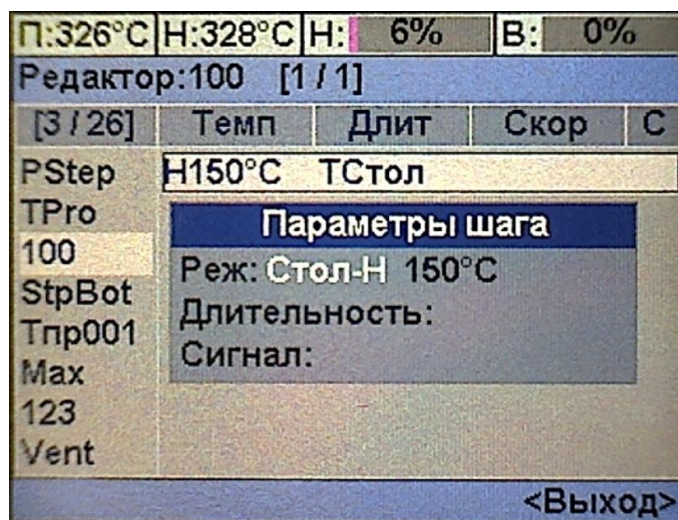 П:326°C Н:328°C Н: 6% В: 0%
Редактор:100 [1 / 1]
[3 / 26] Темп Длит Скор С
PStep Н150°C ТСтол
TPro
Параметры шага
100
Реж: Стол-Н 150°C
StpBot
Длительность:
Тпр001
Сигнал:
Max
123
Vent
<Выход>